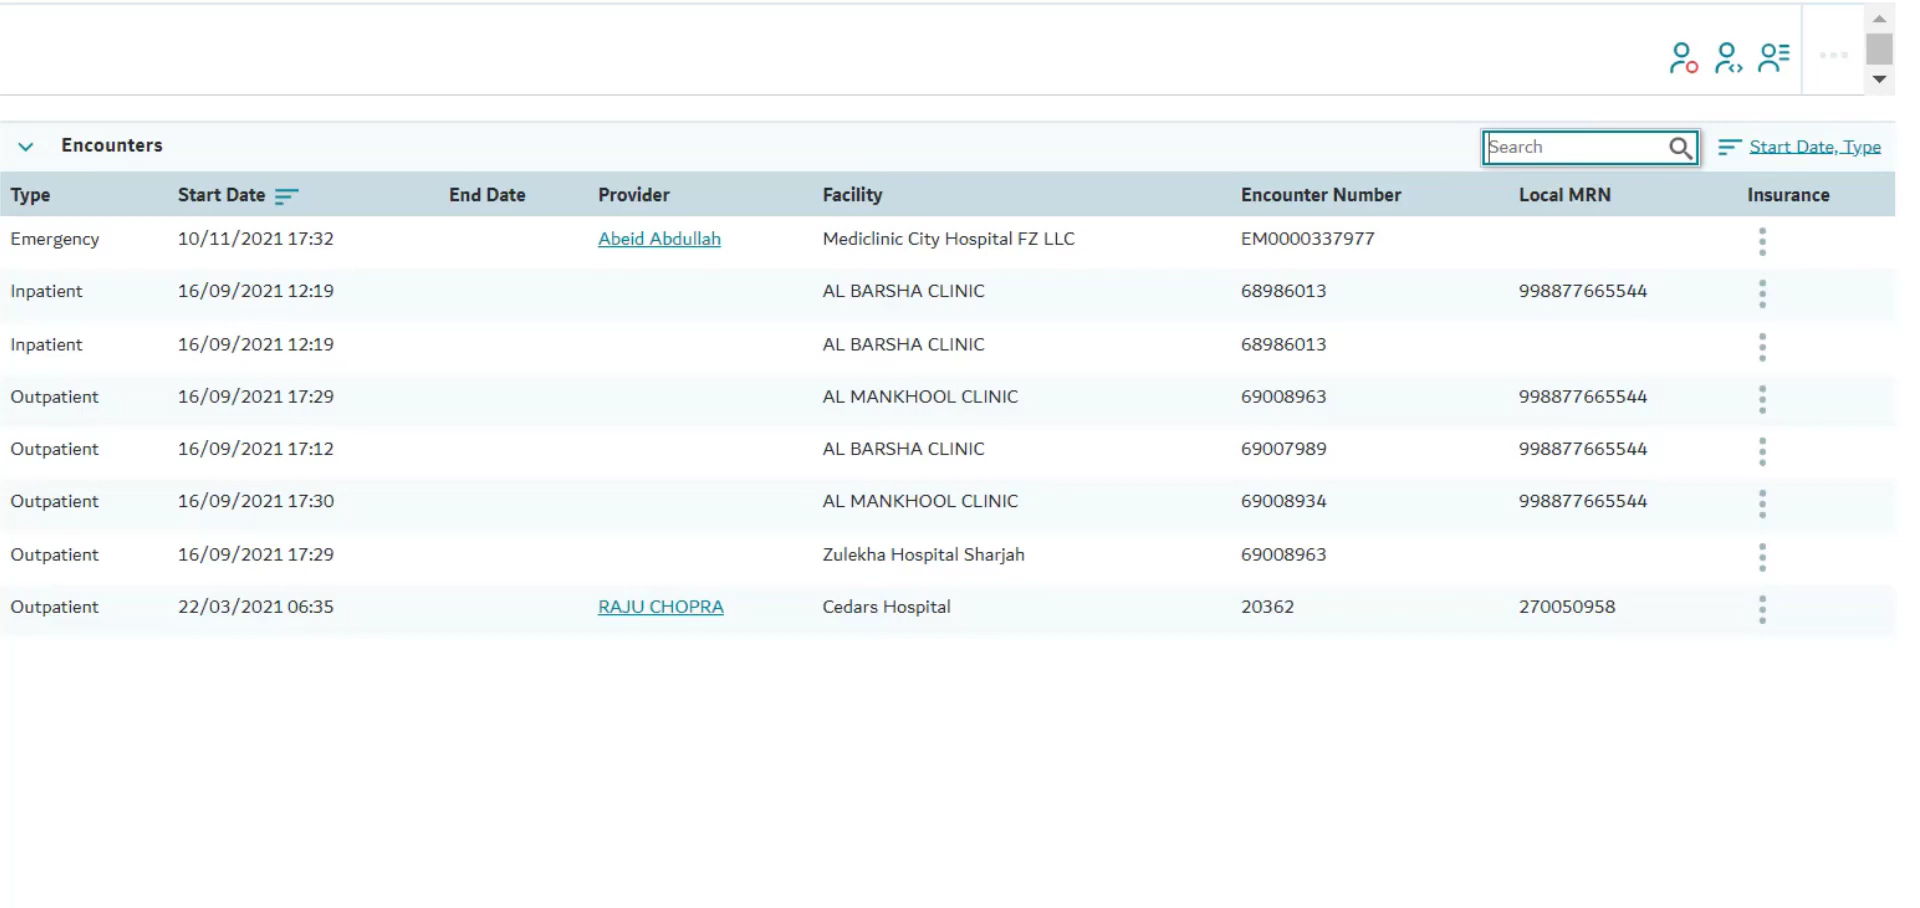 Encounters Search Start Date, Type
Type Start Date End Date Provider Facility Encounter Number Local MRN Insurance
Emergency 10/11/2021 17:32 Abeid Abdullah Mediclinic City Hospital FZ LLC EM0000337977
Inpatient 16/09/2021 12:19 AL BARSHA CLINIC 68986013 998877665544
Inpatient 16/09/2021 12:19 AL BARSHA CLINIC 68986013
Outpatient 16/09/2021 17:29 AL MANKHOOL CLINIC 69008963 998877665544
Outpatient 16/09/2021 17:12 AL BARSHA CLINIC 69007989 998877665544
Outpatient 16/09/2021 17:30 AL MANKHOOL CLINIC 69008934 998877665544
Outpatient 16/09/2021 17:29 Zulekha Hospital Sharjah 69008963
Outpatient 22/03/2021 06:35 RAJU CHOPRA Cedars Hospital 20362 270050958